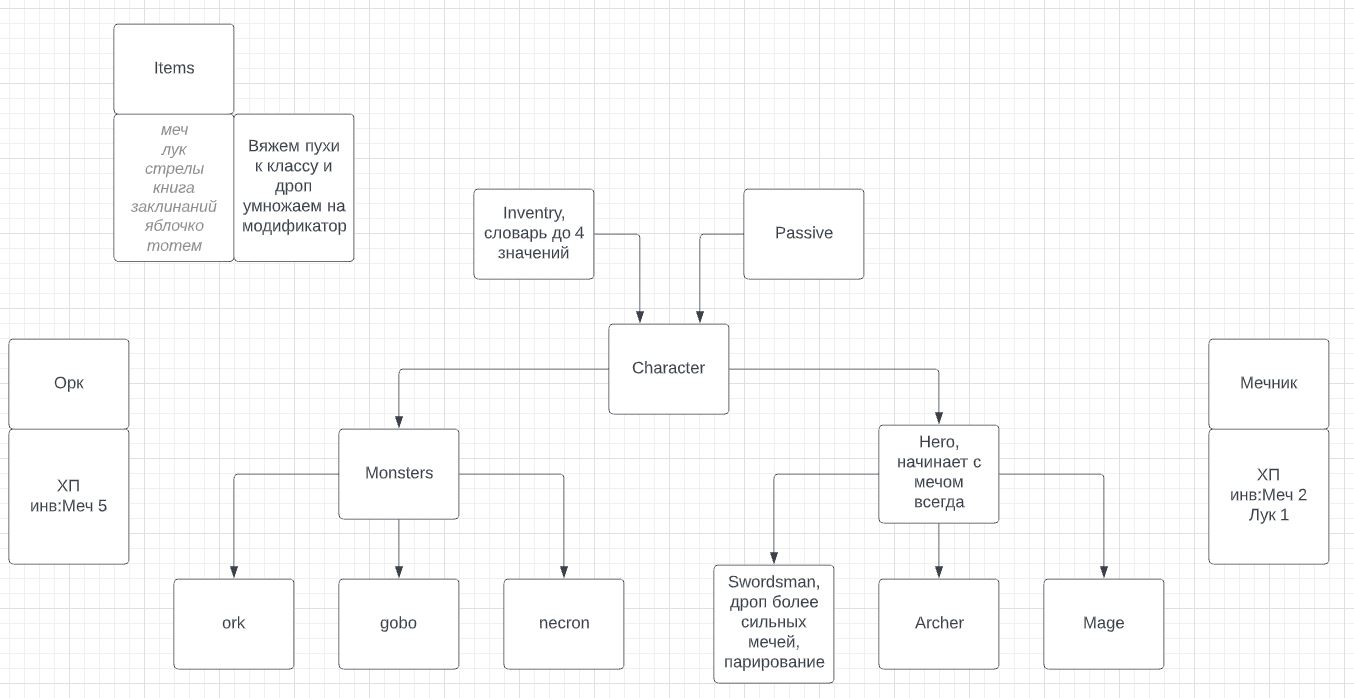 Items
меч
лук
стрелы
книга
заклинаний
яблочко
тотем
Вяжем пухи
к классу и
дроп
умножаем на
модификатор
Inventry,
словарь до 4
значений
Passive
Character
Орк
ХП
инв:Меч 5
Monsters
Hero,
начинает с
мечом
всегда
Мечник
ХП
инв:Меч 2
Лук 1
ork
gobo
necron
Swordsman,
дроп более
сильных
мечей,
парирование
Archer
Mage